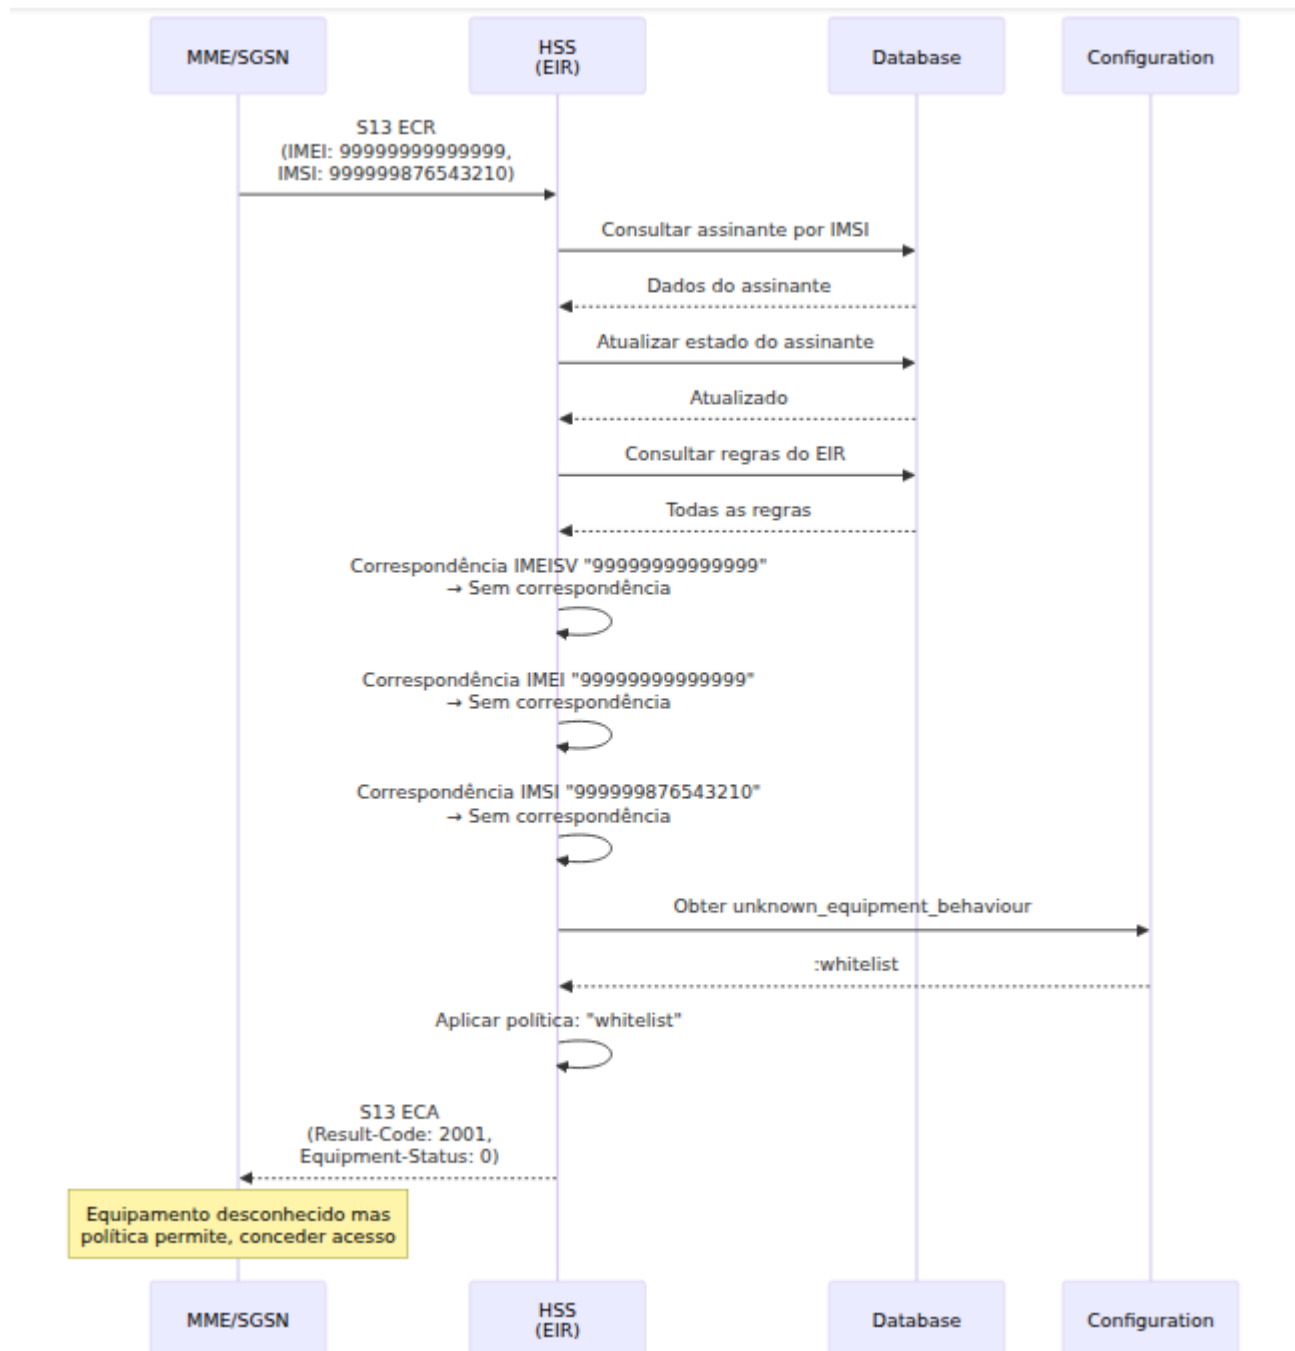 MME/SGSN
HSS
(EIR)
Database
Configuration
S13 ECR
(IMEI: 99999999999999,
IMSI: 999999876543210)
Consultar assinante por IMSI
Dados do assinante
Atualizar estado do assinante
Atualizado
Consultar regras do EIR
Todas as regras
Correspondência IMEISV "99999999999999"
→ Sem correspondência
Correspondência IMEI "99999999999999"
→ Sem correspondência
Correspondência IMSI "999999876543210"
→ Sem correspondência
Obter unknown_equipment_behaviour
:whitelist
Aplicar política: "whitelist"
S13 ECA
(Result-Code: 2001,
Equipment-Status: 0)
Equipamento desconhecido mas
política permite, conceder acesso
MME/SGSN
HSS
(EIR)
Database
Configuration